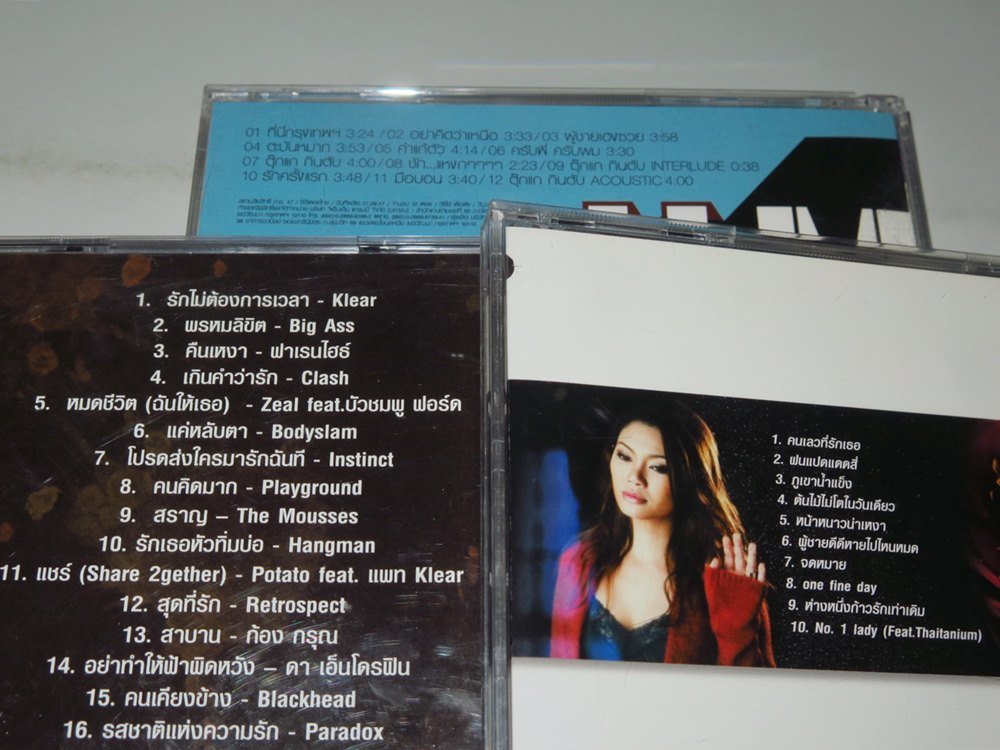 01 ที่นี่กรุงเทพฯ 3:24 / 02 อย่าคิดว่าเหนือ 3:33 / 03 ผู้ชายเฮงซวย 3:58
04 ตะบันหมาก 3:53 / 05 คำแก้ตัว 4:14 / 06 ครับพี่ ครับผม 3:30
07 ตุ๊กแก กินตับ 4:00 / 08 ชัก...แหงกๆๆๆ 2:23 / 09 ตุ๊กแก กินตับ INTERLUDE 0:38
10 รักครั้งแรก 3:48 / 11 มือบอน 3:40 / 12 ตุ๊กแก กินตับ ACOUSTIC 4:00
1. รักไม่ต้องการเวลา - Klear
2. พรหมลิขิต - Big Ass
3. คืนเหงา - ฟาเรนไฮธ์
4. เกินคำว่ารัก - Clash
5. หมดชีวิต (ฉันให้เธอ) - Zeal feat.บัวชมพู ฟอร์ด
6. แค่หลับตา - Bodyslam
7. โปรดส่งใครมารักฉันที - Instinct
8. คนคิดมาก - Playground
9. สราญ – The Mousses
10. รักเธอหัวทิ่มบ่อ - Hangman
11. แชร์ (Share 2gether) - Potato feat. แพท Klear
12. สุดที่รัก - Retrospect
13. สาบาน - ก้อง กรุณ
14. อย่าทำให้ฟ้าผิดหวัง – ดา เอ็นโดรฟิน
15. คนเคียงข้าง - Blackhead
16. รสชาติแห่งความรัก - Paradox
1. คนเลวที่รักเธอ
2. ฝนแปดแดดสี่
3. ภูเขาน้ำแข็ง
4. ต้นไม้ไม่โตในวันเดียว
5. หน้าหนาวน่าเหงา
6. ผู้ชายดีดีหายไปไหนหมด
7. จดหมาย
8. one fine day
9. ห่างหนึ่งก้าวรักเท่าเดิม
10. No. 1 lady (Feat.Thaitanium)